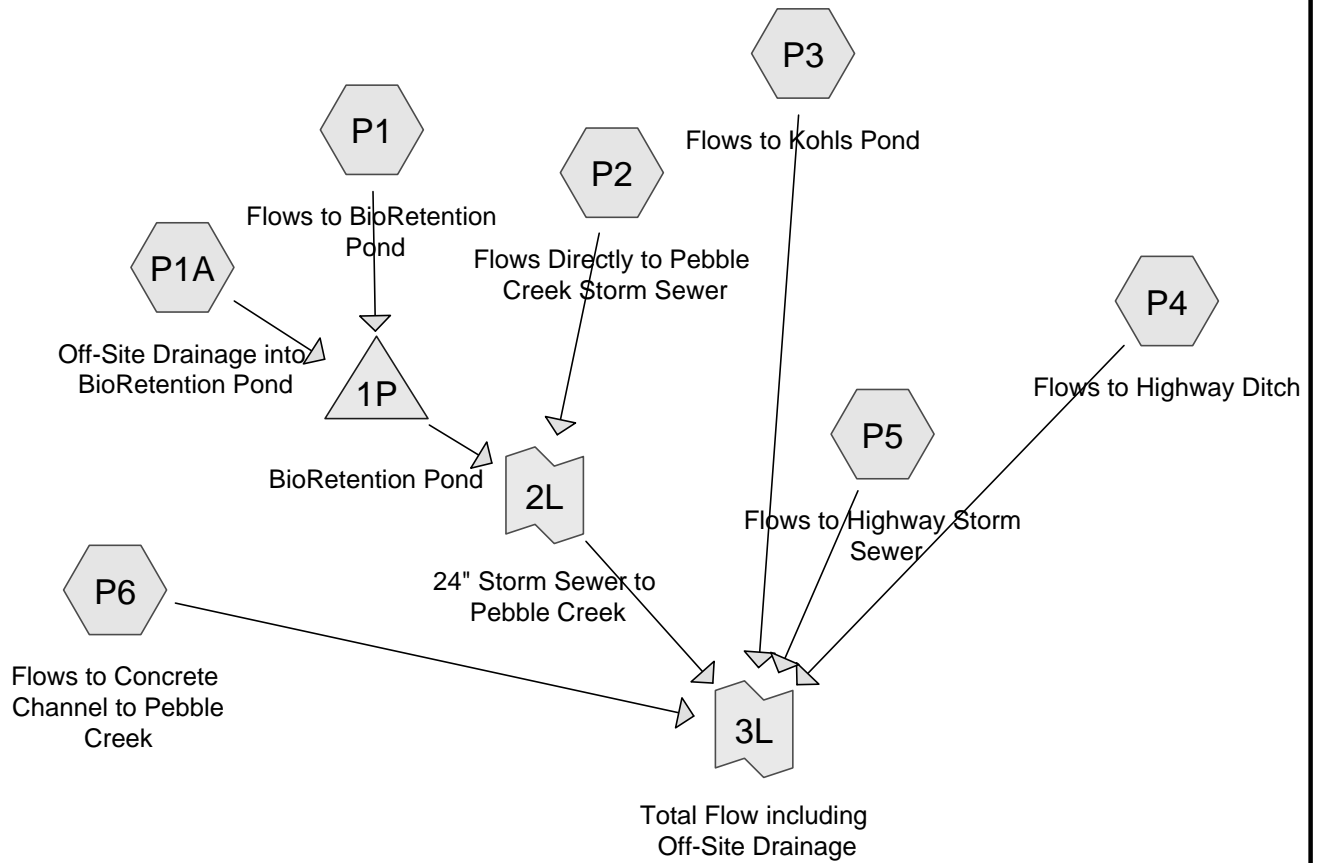 P3
P1
Flows to Kohls Pond
P2
Flows to BioRetention
Pond
P1A
Flows Directly to Pebble
Creek Storm Sewer
P4
Off-Site Drainage into
BioRetention Pond
1P
Flows to Highway Ditch
P5
BioRetention Pond
2L
Flows to Highway Storm
Sewer
24" Storm Sewer to
Pebble Creek
P6
Flows to Concrete
Channel to Pebble
Creek
3L
Total Flow including
Off-Site Drainage